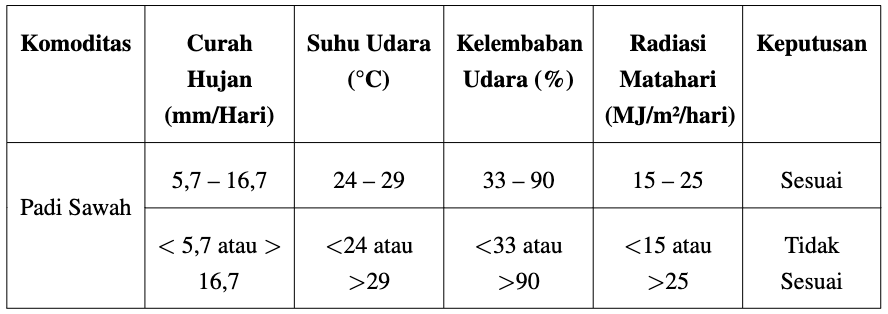 Komoditas Curah Suhu Udara Kelembaban Radiasi Keputusan
Hujan (°C) Udara (%) Matahari
(mm/Hari) (MJ/m²/hari)
Padi Sawah
5,7 – 16,7 24 – 29 33 – 90 15 – 25 Sesuai
< 5,7 atau > <24 atau <33 atau <15 atau Tidak
16,7 >29 >90 >25 Sesuai